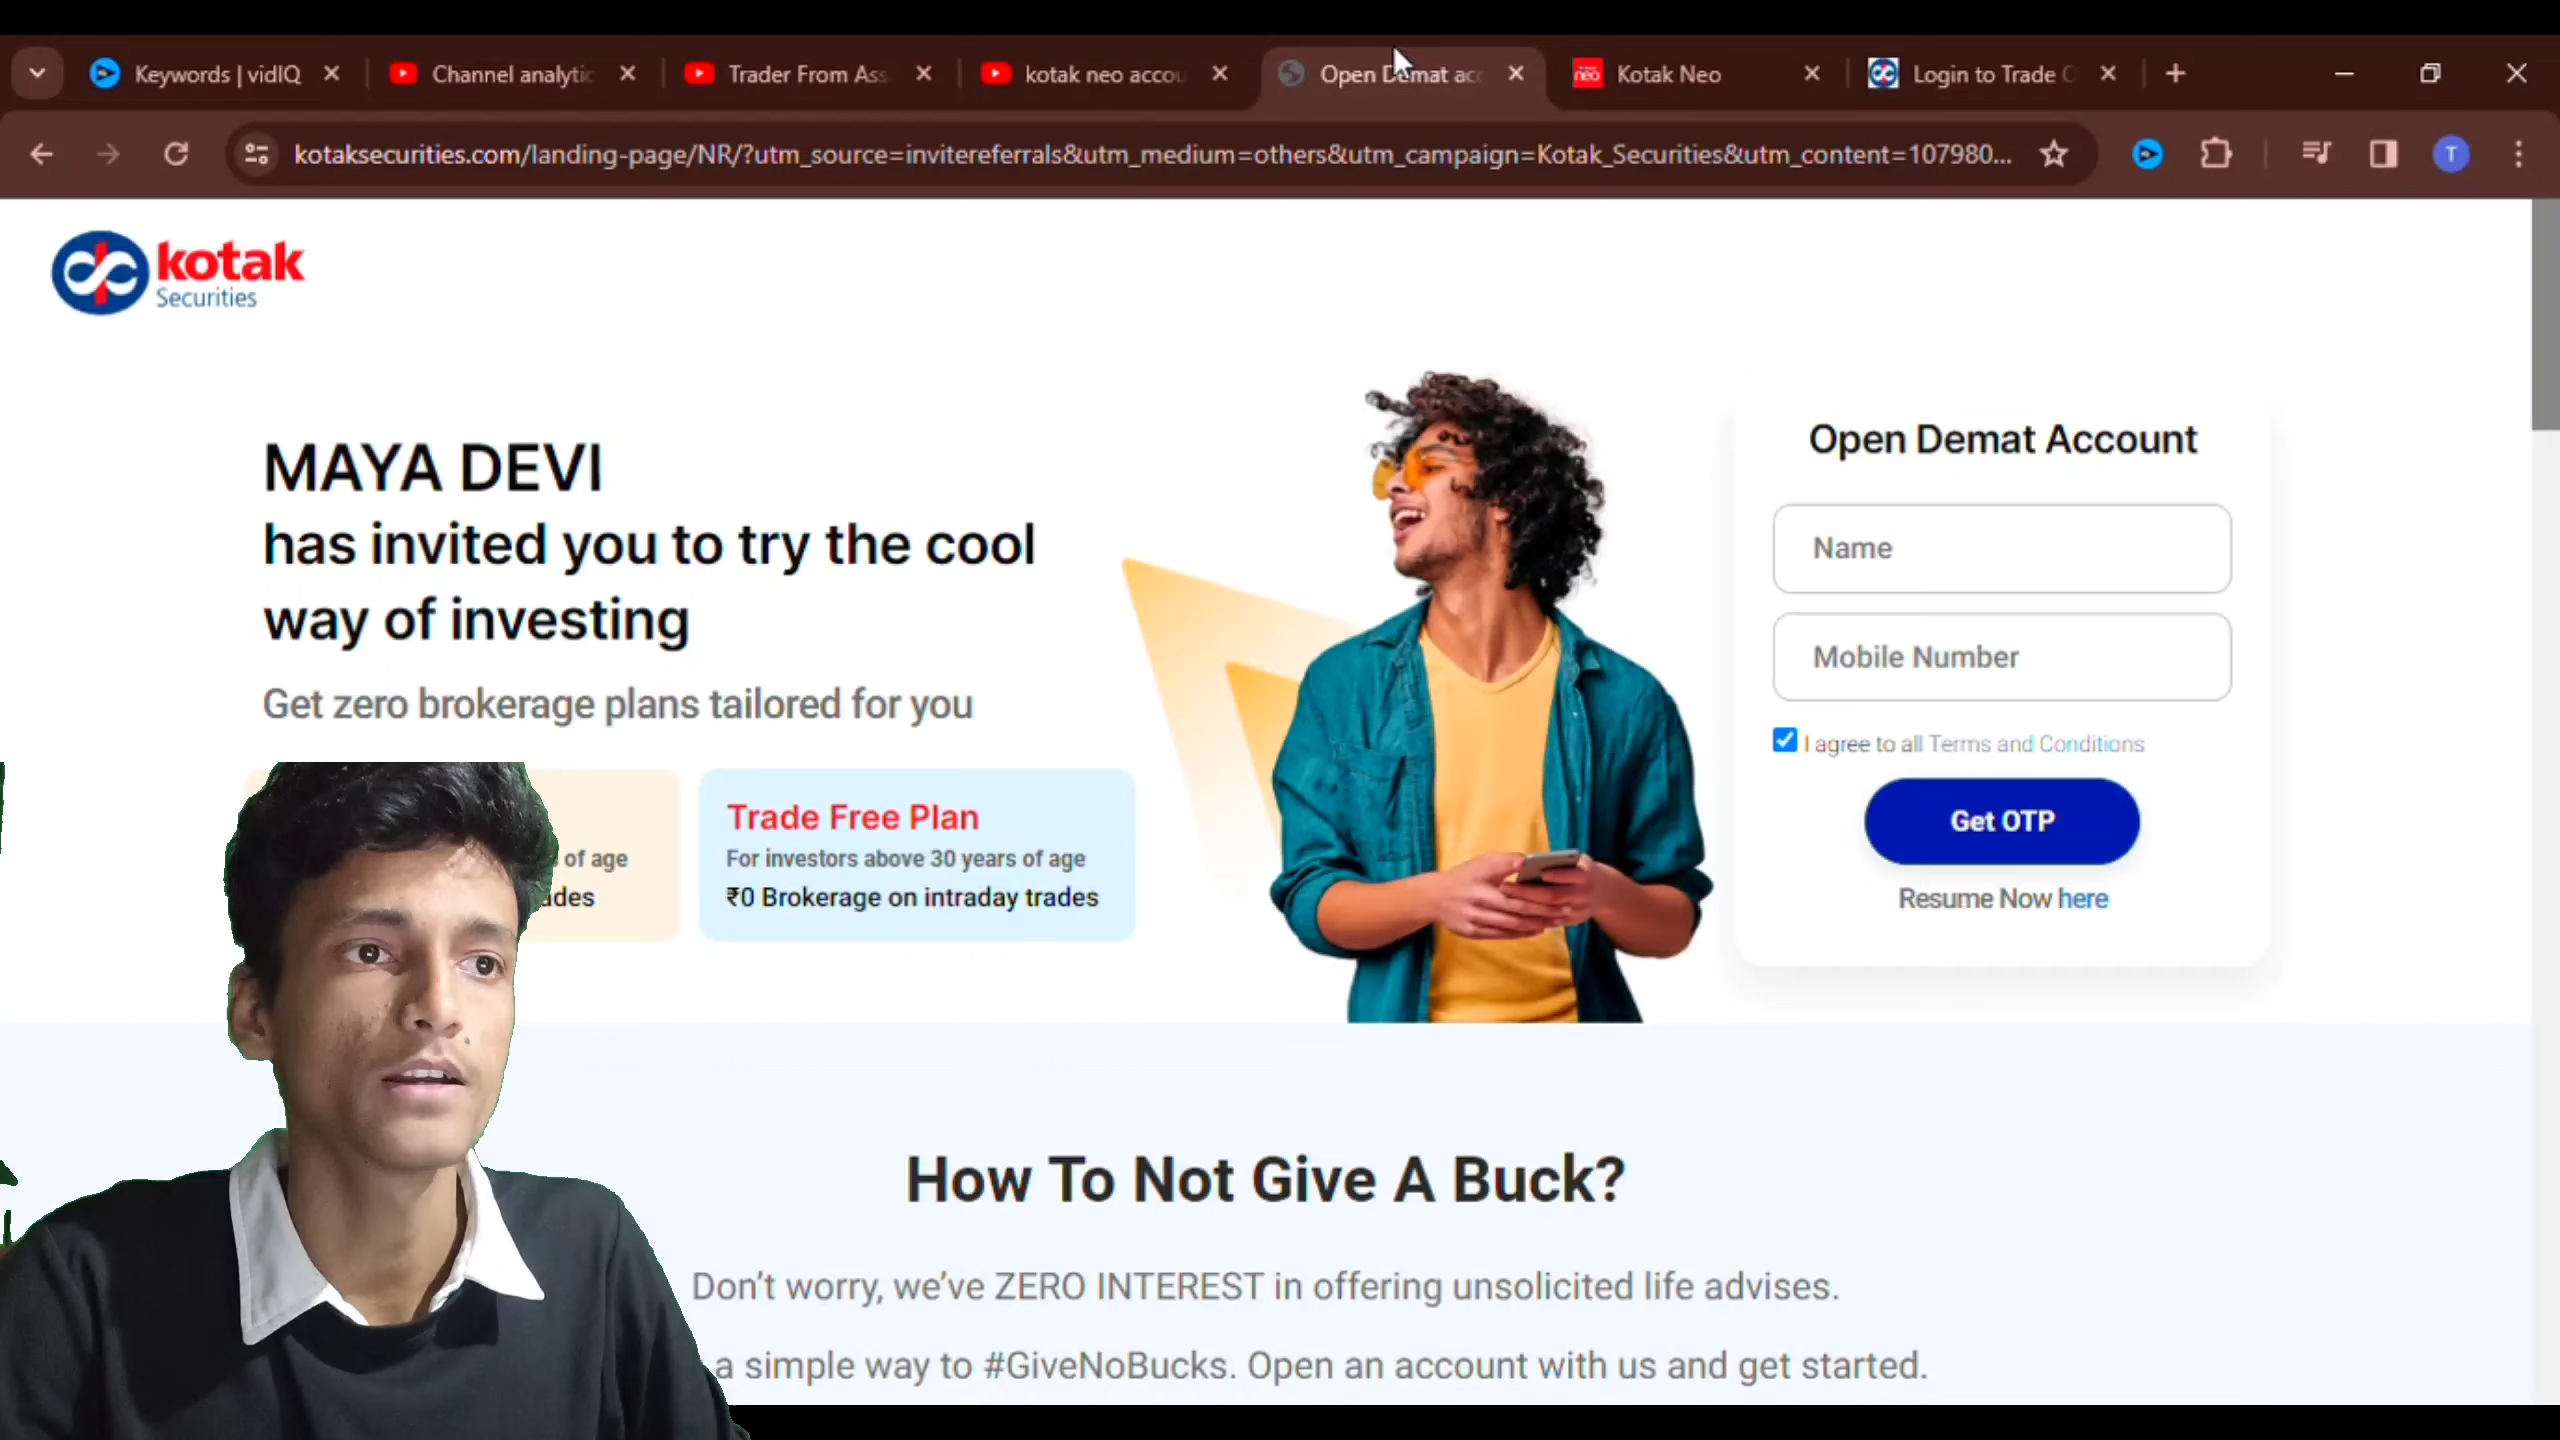 Keywords | vidIQ
Channel analytic
Trader From Ass
kotak neo accou
Open Demat acc
neo
Kotak Neo
Login to Trade O
kotaksecurities.com/landing-page/NR/?utm_source=invitereferrals&utm_medium=others&utm_campaign=Kotak_Securities&utm_content=107980...
T
kotak
Securities
MAYA DEVI
has invited you to try the cool
way of investing
Get zero brokerage plans tailored for you
of age
ades
Trade Free Plan
For investors above 30 years of age
₹0 Brokerage on intraday trades
Open Demat Account
Name
Mobile Number
I agree to all Terms and Conditions
Get OTP
Resume Now here
How To Not Give A Buck?
Don't worry, we've ZERO INTEREST in offering unsolicited life advises.
a simple way to #GiveNoBucks. Open an account with us and get started.